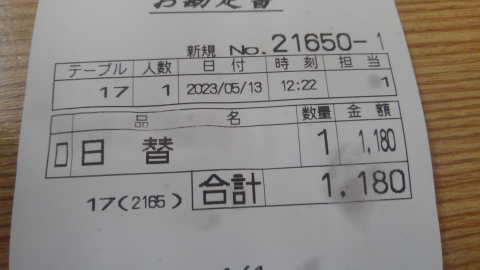 お勘定書
新規 No.21650-1
テーブル 人数 日付 時刻 担当
17 1 2023/05/13 12:22 1
品名 数量 金額
日替 1 1,180
17(2165) 合計 1,180